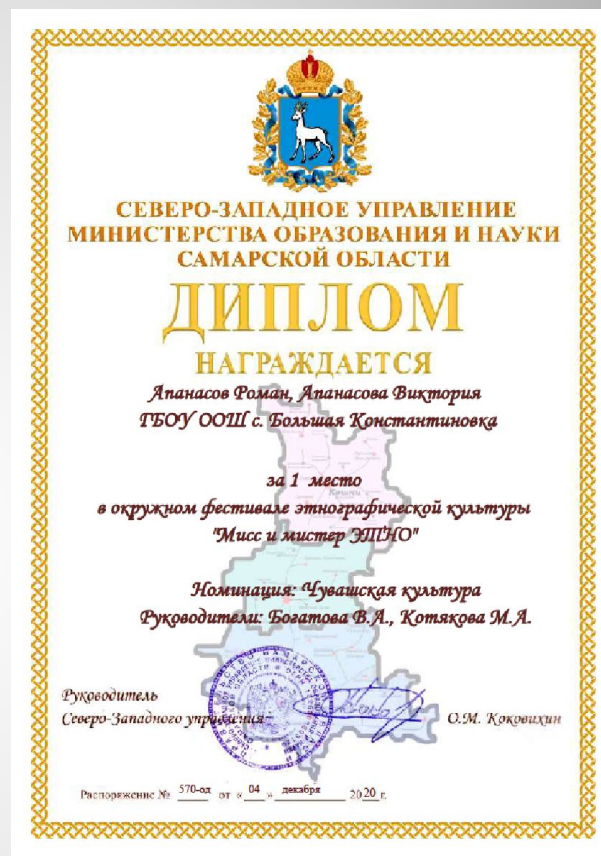 СЕВЕРО-ЗАПАДНОЕ УПРАВЛЕНИЕ
МИНИСТЕРСТВА ОБРАЗОВАНИЯ И НАУКИ
САМАРСКОЙ ОБЛАСТИ
ДИПЛОМ
НАГРАЖДАЕТСЯ
Апанасов Роман, Апанасова Виктория
ГБОУ ООШ с. Большая Константиновка
за 1 место
в окружном фестивале этнографической культуры
"Мисс и мистер ЭТНО"
Номинация: Чувашская культура
Руководители: Богатова В.А., Котякова М.А.
Руководитель
Северо-Западного управления
О.М. Коковихин
Распоряжение № 570-од от « 04 » декабря 2020 г.